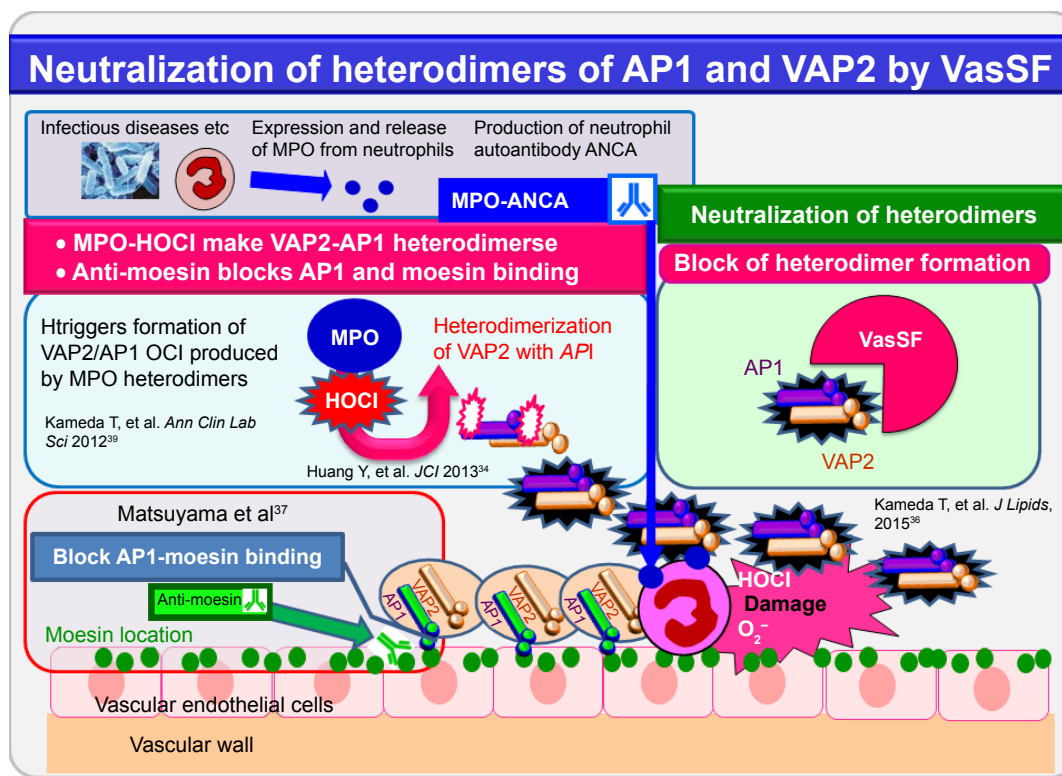 Neutralization of heterodimers of AP1 and VAP2 by VasSF
Infectious diseases etc
Expression and release
of MPO from neutrophils
Production of neutrophil
autoantibody ANCA
MPO-ANCA
• MPO-HOCI make VAP2-AP1 heterodimerse
• Anti-moesin blocks AP1 and moesin binding
Neutralization of heterodimers
Block of heterodimer formation
Htriggers formation of
VAP2/AP1 OCI produced
by MPO heterodimers
Kameda T, et al. Ann Clin Lab
Sci 2012³⁹
MPO
HOCI
Heterodimerization
of VAP2 with API
Huang Y, et al. JCI 2013³⁴
VasSF
AP1
VAP2
Kameda T, et al. J Lipids,
2015³⁶
Matsuyama et al³⁷
Block AP1-moesin binding
Anti-moesin
Moesin location
AP1
VAP2
AP1
VAP2
AP1
VAP2
HOCI
Damage
O₂⁻
Vascular endothelial cells
Vascular wall